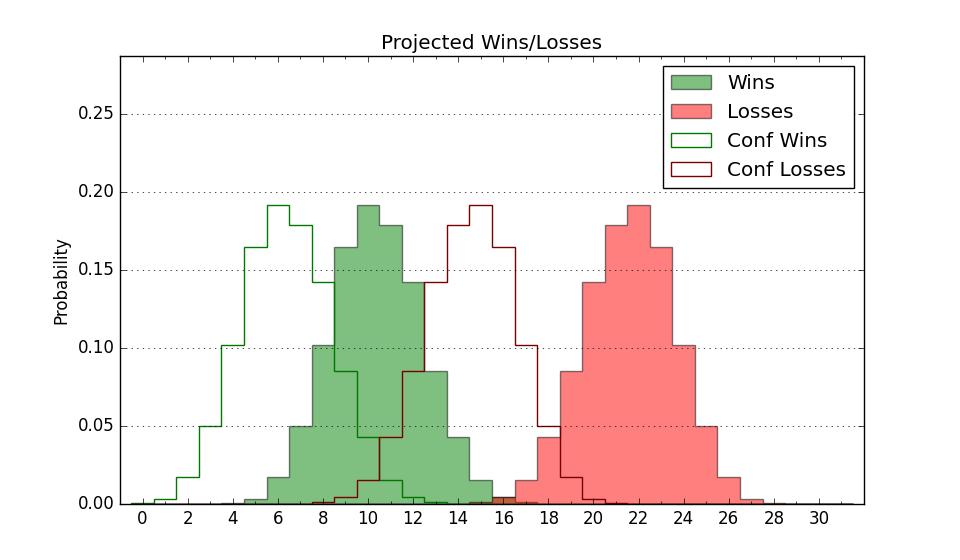 Projected Wins/Losses
Wins
Losses
Conf Wins
Conf Losses
Probability
0.25
0.20
0.15
0.10
0.05
0.00
0 2 4 6 8 10 12 14 16 18 20 22 24 26 28 30